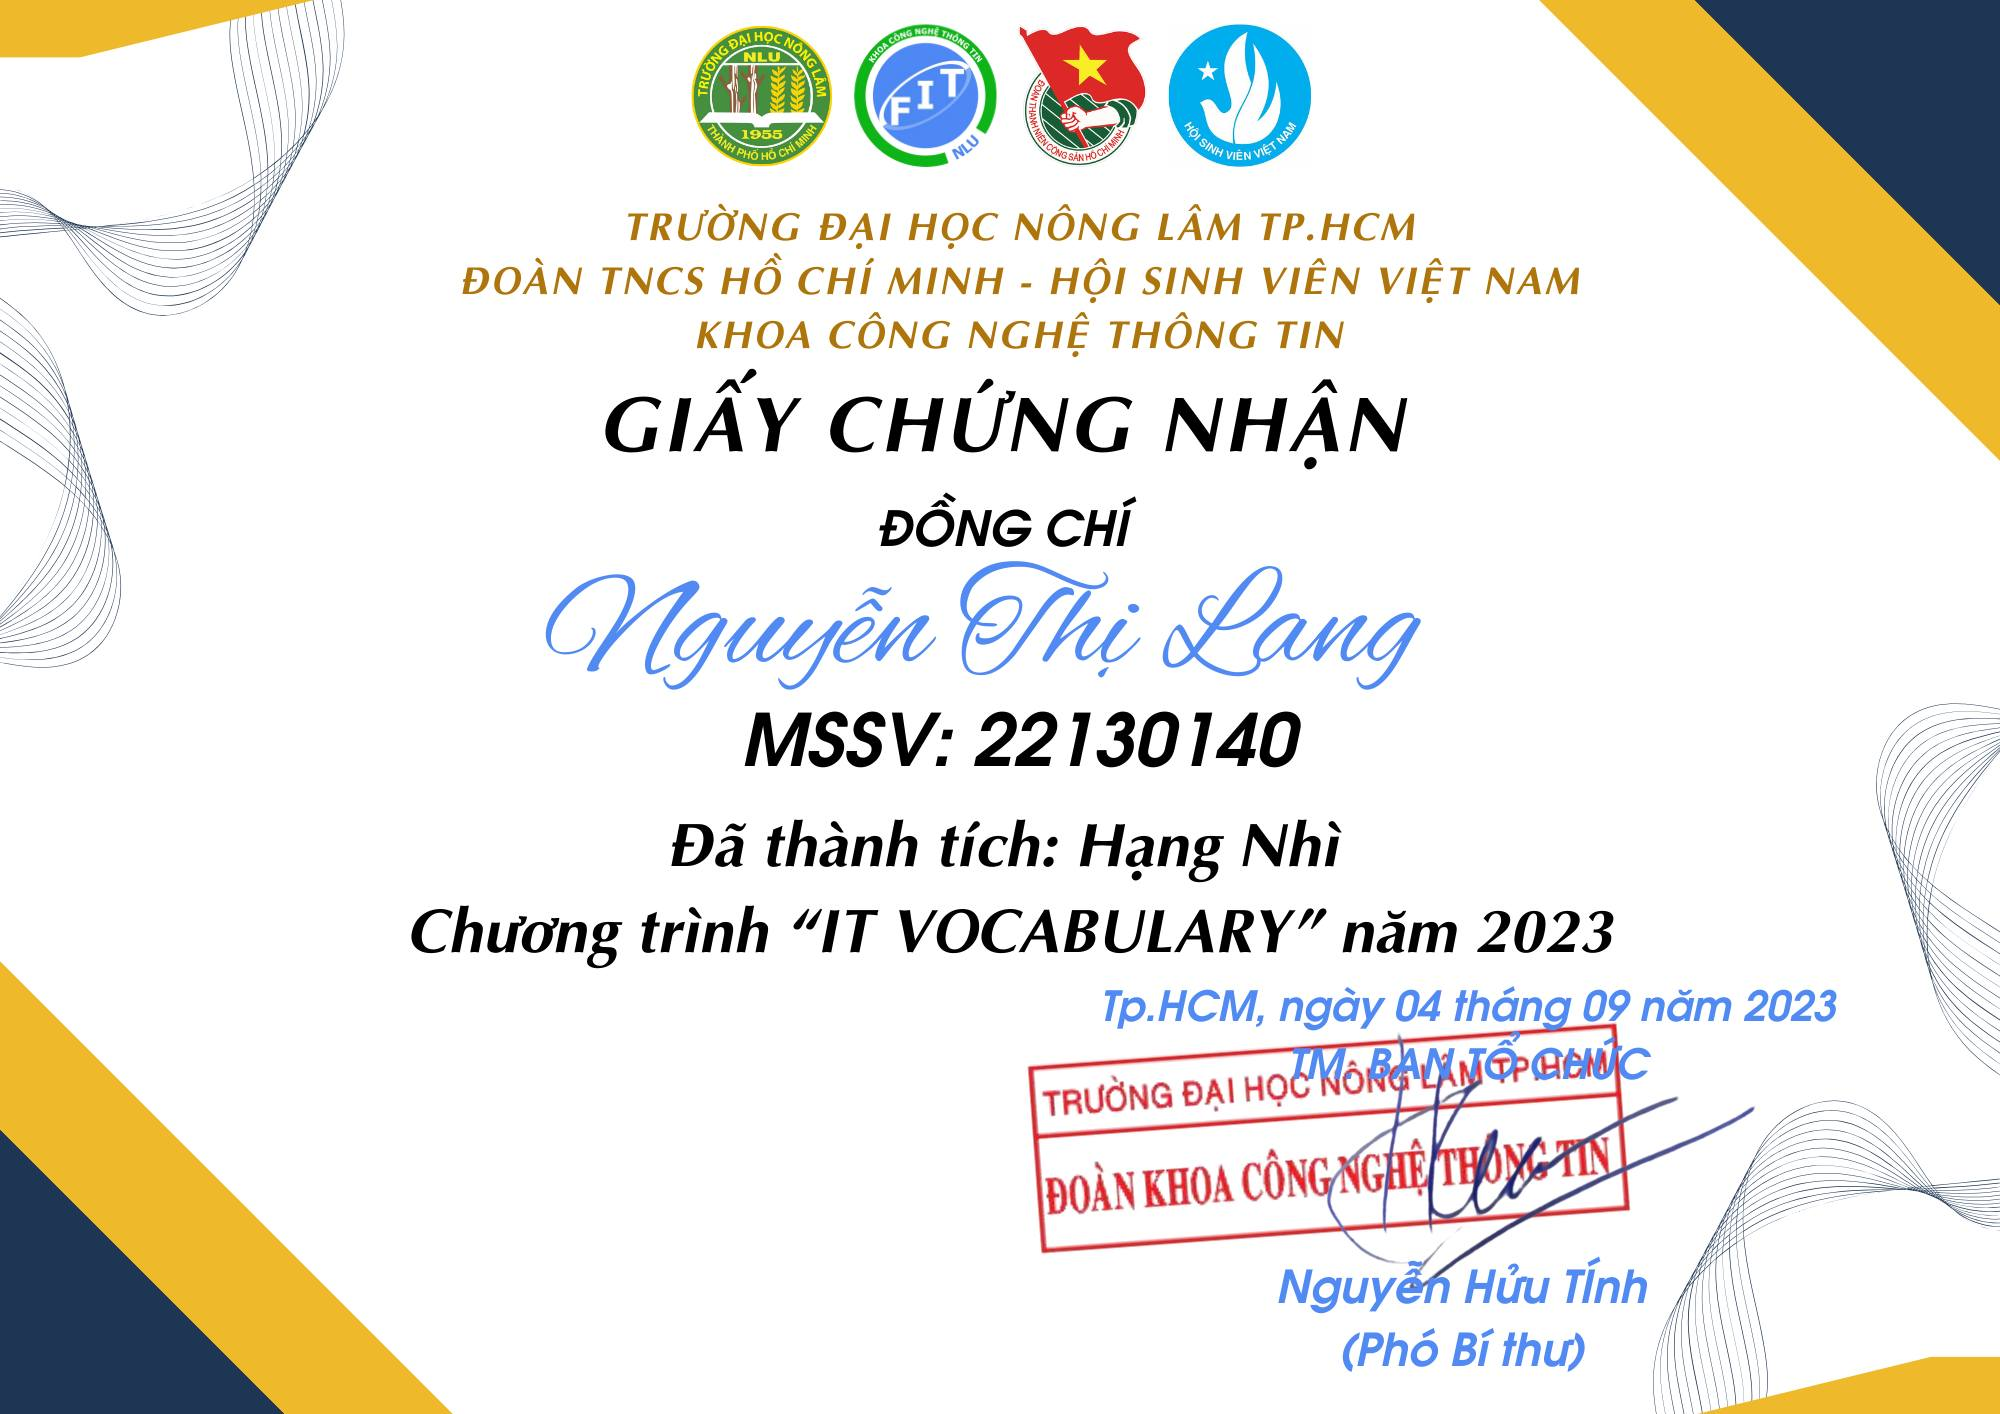 TRƯỜNG ĐẠI HỌC NÔNG LÂM
NLU
1955
THÀNH PHỐ HỒ CHÍ MINH
KHOA CÔNG NGHỆ THÔNG TIN
FIT
NLU
ĐOÀN THANH NIÊN CỘNG SẢN HỒ CHÍ MINH
HỘI SINH VIÊN VIỆT NAM
TRƯỜNG ĐẠI HỌC NÔNG LÂM TP.HCM
ĐOÀN TNCS HỒ CHÍ MINH - HỘI SINH VIÊN VIỆT NAM
KHOA CÔNG NGHỆ THÔNG TIN
GIẤY CHỨNG NHẬN
ĐỒNG CHÍ
Nguyễn Thị Lang
MSSV: 22130140
Đã thành tích: Hạng Nhì
Chương trình “IT VOCABULARY” năm 2023
Tp.HCM, ngày 04 tháng 09 năm 2023
TM. BAN TỔ CHÚC
TRƯỜNG ĐẠI HỌC NÔNG LÂM TP.HCM
ĐOÀN KHOA CÔNG NGHỆ THÔNG TIN
Nguyễn Hửu TÍnh
(Phó Bí thư)